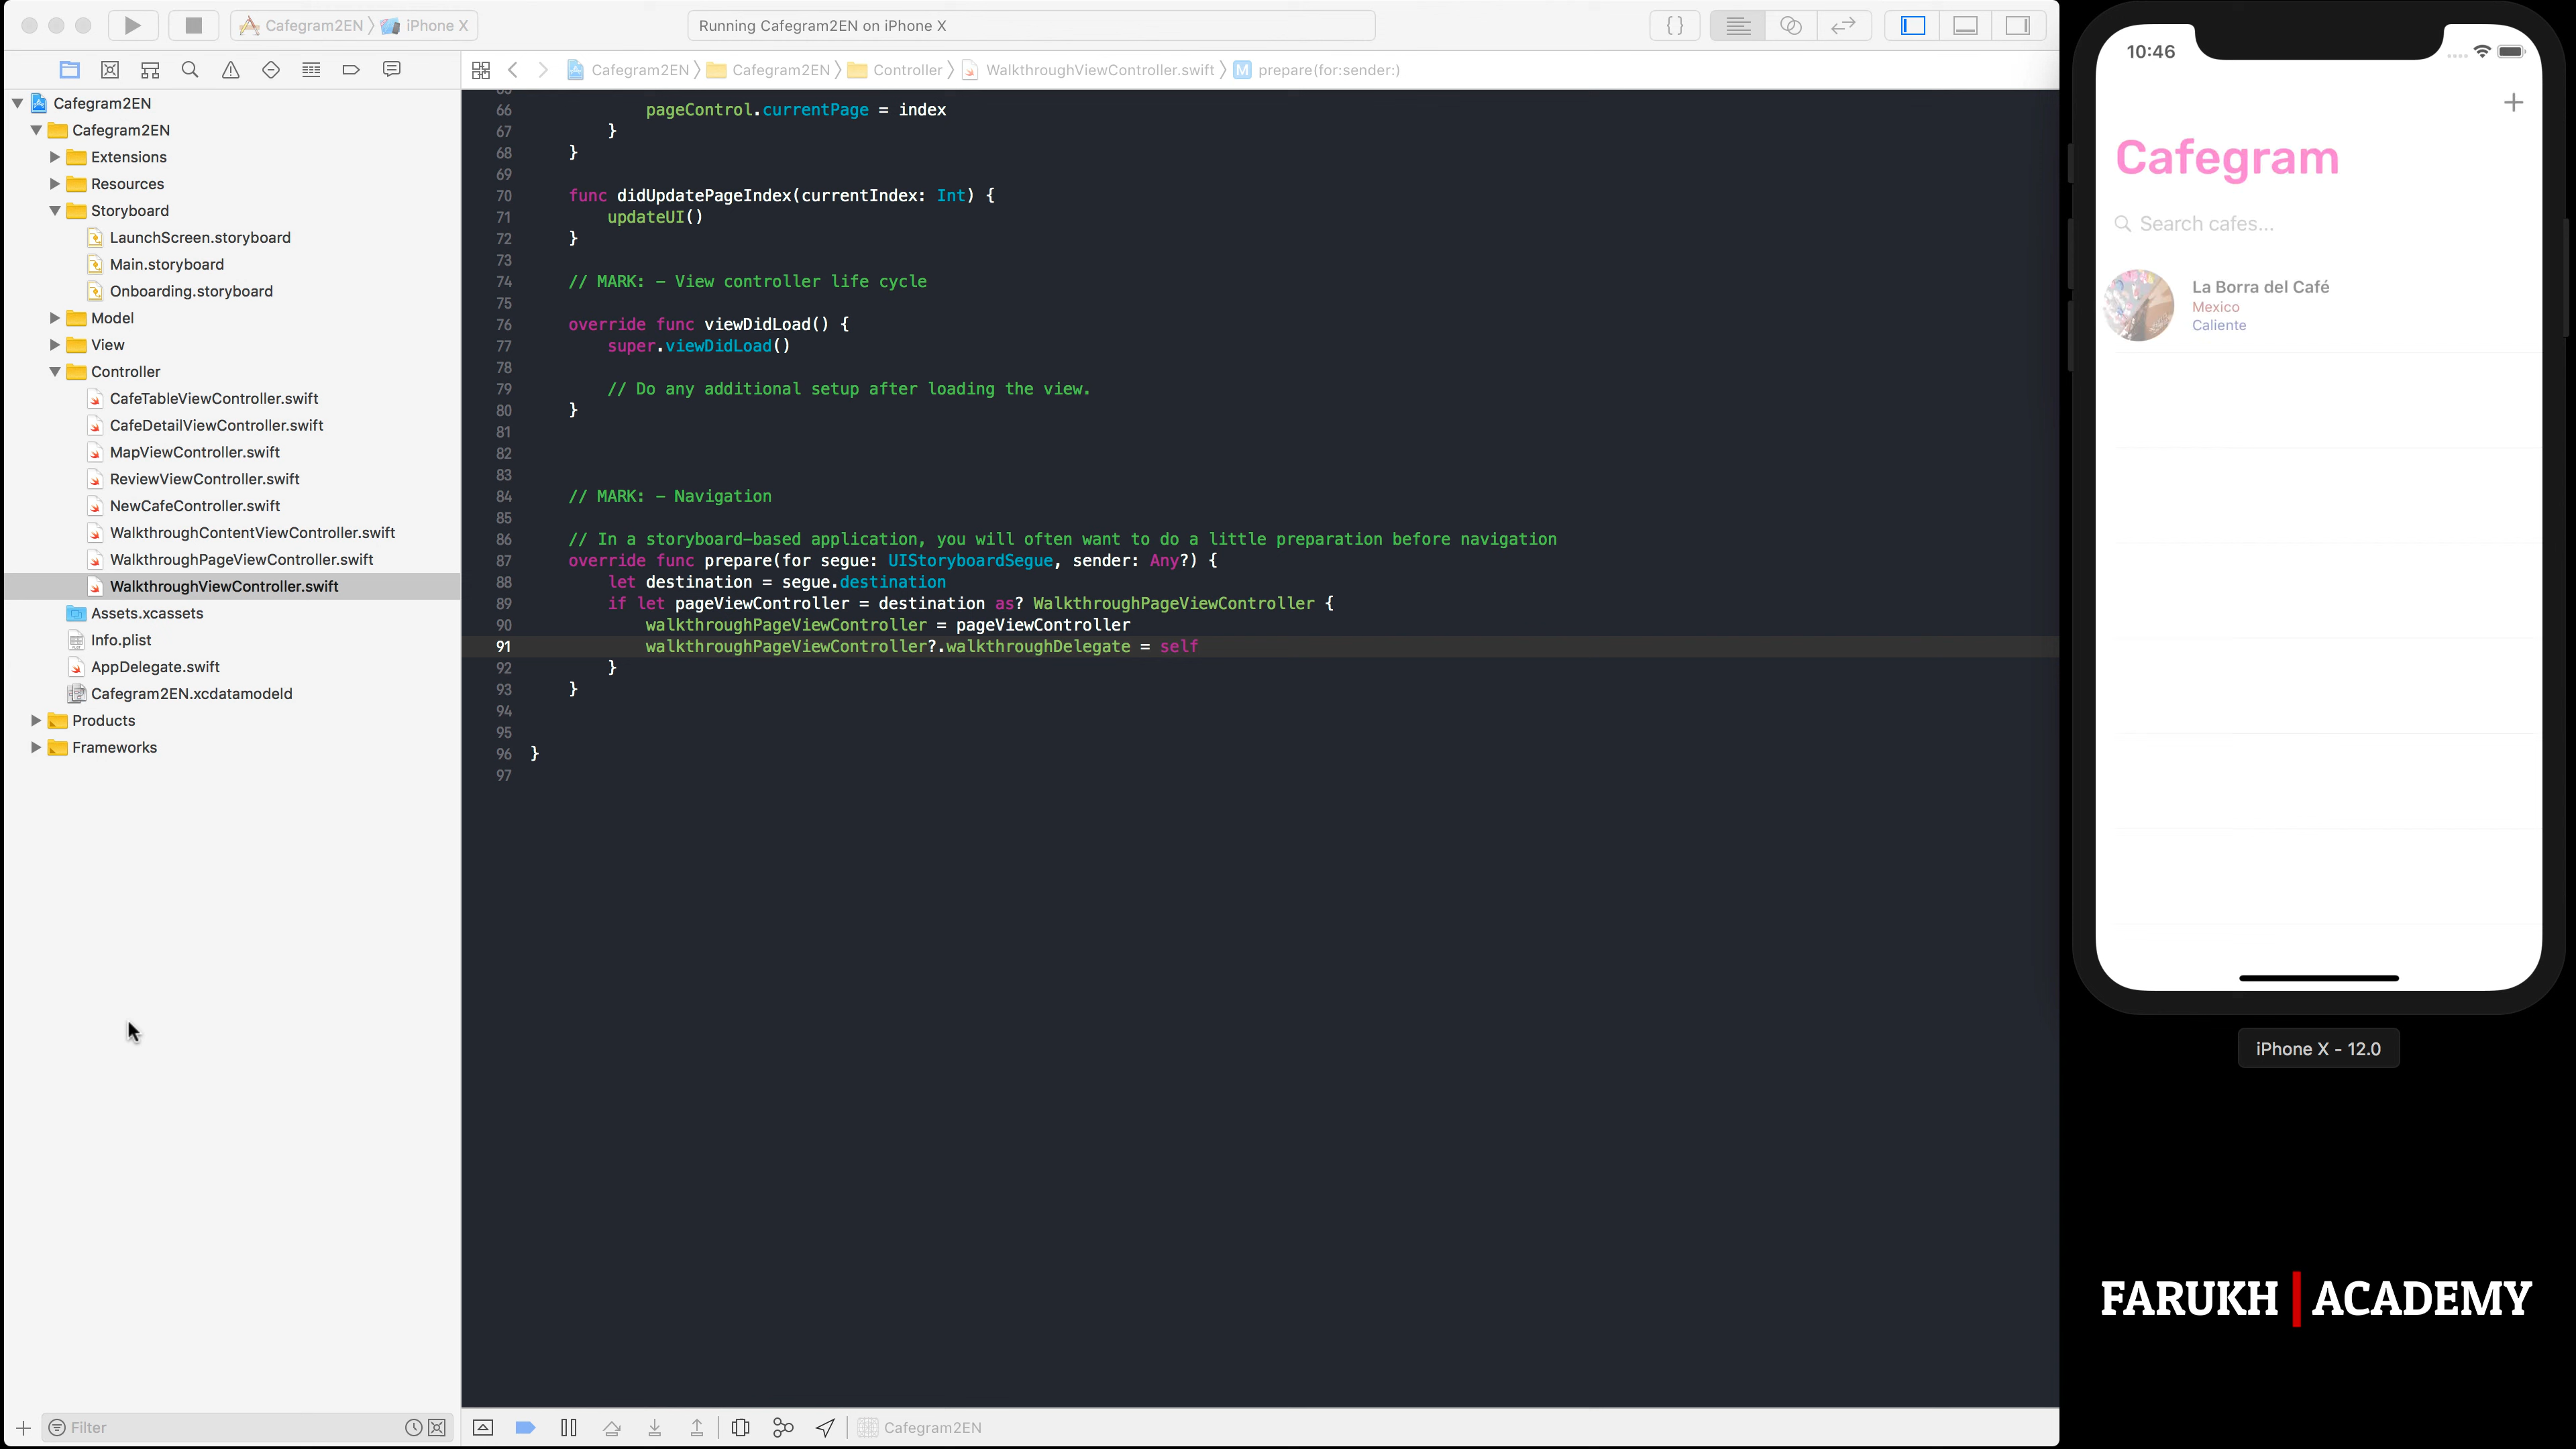 Cafegram2EN
iPhone X
Running Cafegram2EN on iPhone X
{ }
Cafegram2EN
Cafegram2EN
Controller
WalkthroughViewController.swift
M
prepare(for:sender:)
Cafegram2EN
Cafegram2EN
Extensions
Resources
Storyboard
LaunchScreen.storyboard
Main.storyboard
Onboarding.storyboard
Model
View
Controller
CafeTableViewController.swift
CafeDetailViewController.swift
MapViewController.swift
ReviewViewController.swift
NewCafeController.swift
WalkthroughContentViewController.swift
WalkthroughPageViewController.swift
WalkthroughViewController.swift
Assets.xcassets
Info.plist
AppDelegate.swift
Cafegram2EN.xcdatamodeld
Products
Frameworks
Filter
66 pageControl.currentPage = index
67 }
68 }
69
70 func didUpdatePageIndex(currentIndex: Int) {
71 updateUI()
72 }
73
74 // MARK: - View controller life cycle
75
76 override func viewDidLoad() {
77 super.viewDidLoad()
78
79 // Do any additional setup after loading the view.
80 }
81
82
83
84 // MARK: - Navigation
85
86 // In a storyboard-based application, you will often want to do a little preparation before navigation
87 override func prepare(for segue: UIStoryboardSegue, sender: Any?) {
88 let destination = segue.destination
89 if let pageViewController = destination as? WalkthroughPageViewController {
90 walkthroughPageViewController = pageViewController
91 walkthroughPageViewController?.walkthroughDelegate = self
92 }
93 }
94
95
96 }
97
Cafegram2EN
10:46
Cafegram
Search cafes...
La Borra del Café
Mexico
Caliente
iPhone X - 12.0
FARUKH | ACADEMY